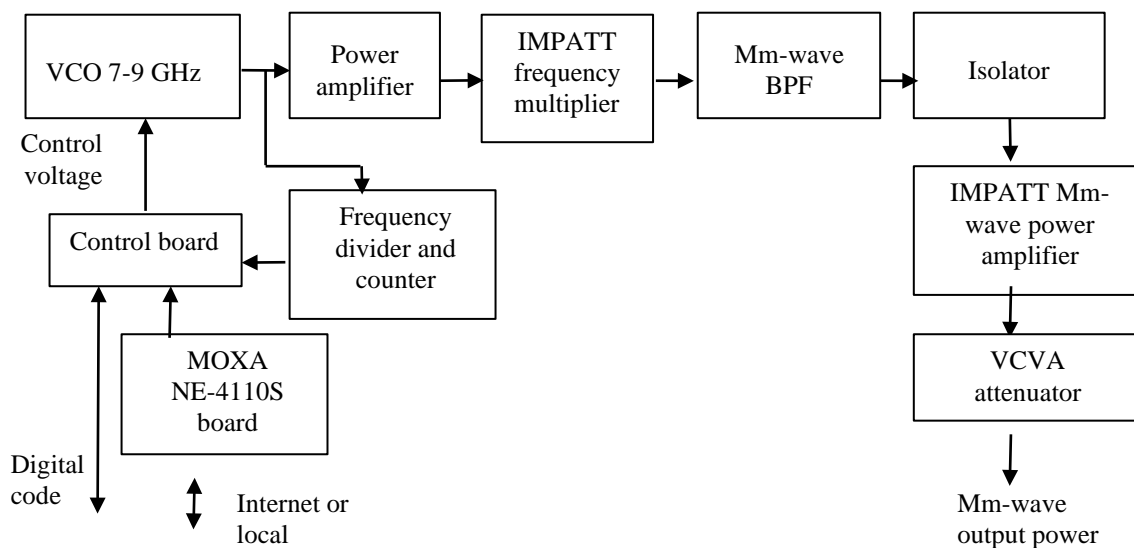 VCO 7-9 GHz
Power
amplifier
IMPATT
frequency
multiplier
Mm-wave
BPF
Isolator
Control
voltage
Control board
Frequency
divider and
counter
IMPATT Mm-
wave power
amplifier
MOXA
NE-4110S
board
VCVA
attenuator
Digital
code
Internet or
local
Mm-wave
output power